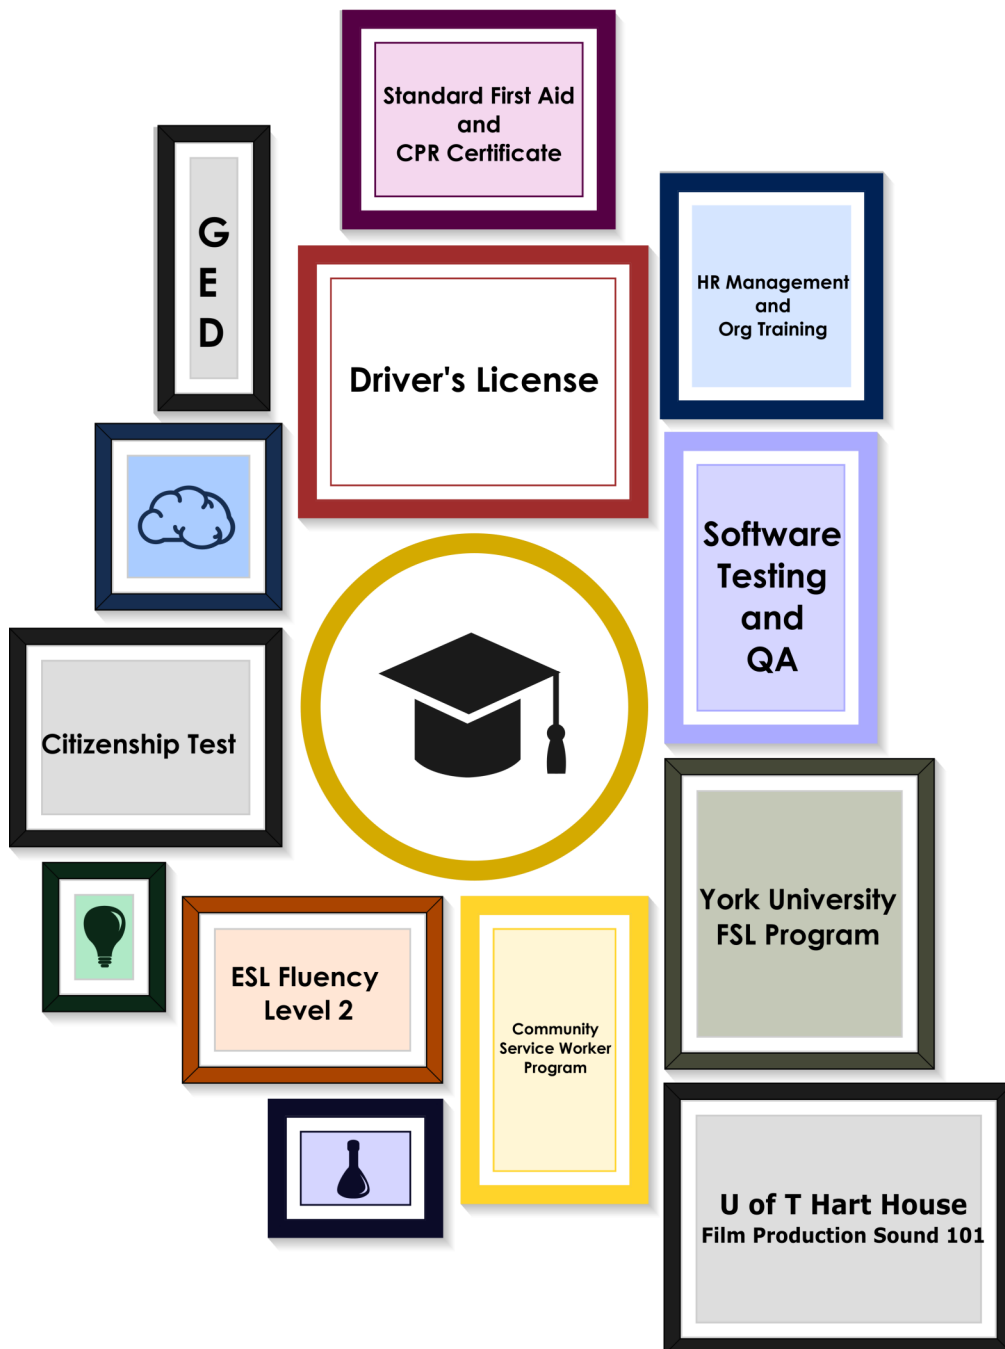 Standard First Aid
and
CPR Certificate
G
E
D
HR Management
and
Org Training
Driver's License
Software
Testing
and
QA
Citizenship Test
York University
FSL Program
ESL Fluency
Level 2
Community
Service Worker
Program
U of T Hart House
Film Production Sound 101